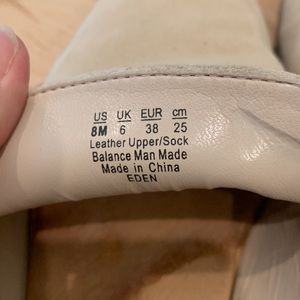 US UK EUR cm
8M 6 38 25
Leather Upper/Sock
Balance Man Made
Made in China
EDEN